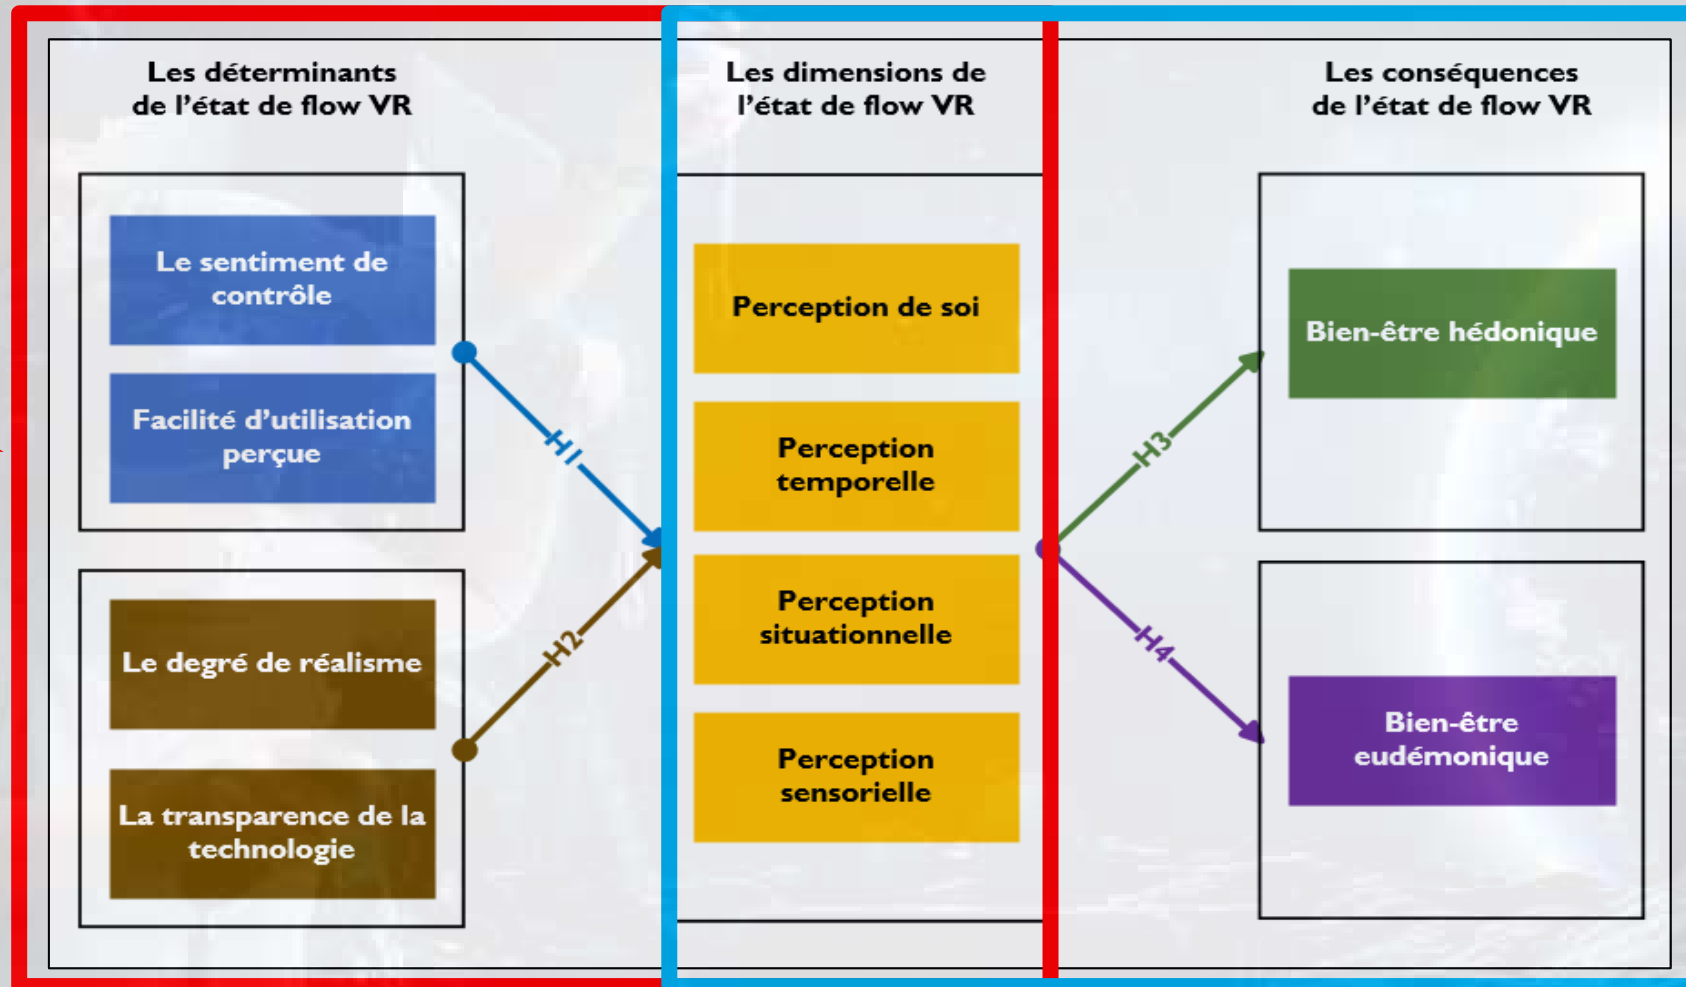 Les déterminants
de l'état de flow VR
Le sentiment de
contrôle
Facilité d'utilisation
perçue
Le degré de réalisme
La transparence de la
technologie
H1
H2
Les dimensions de
l'état de flow VR
Perception de soi
Perception
temporelle
Perception
situationnelle
Perception
sensorielle
H3
H4
Les conséquences
de l'état de flow VR
Bien-être hédonique
Bien-être
eudémonique